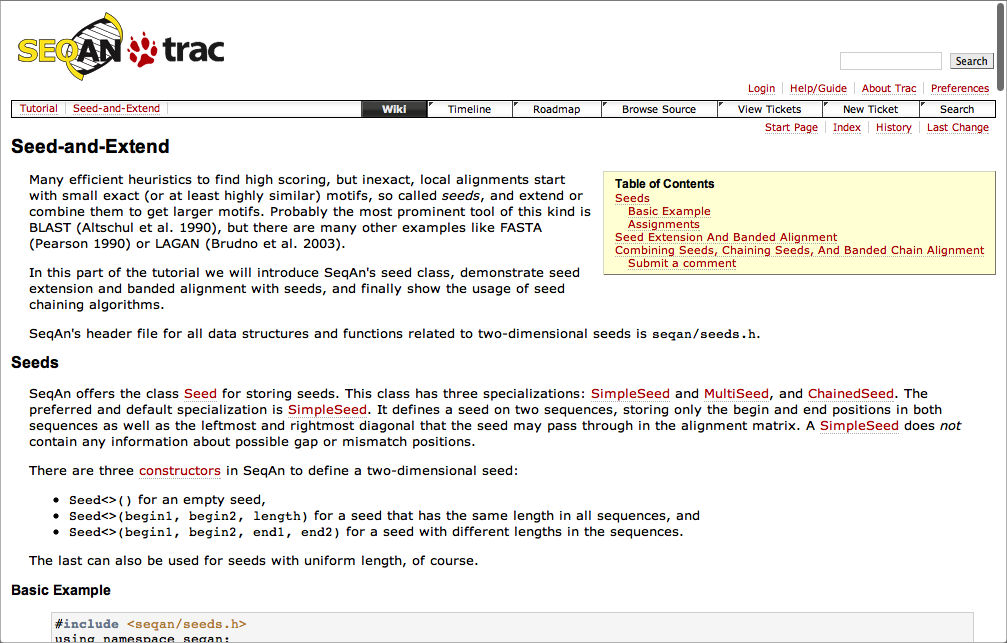 SEQAN trac
Search
Login Help/Guide About Trac Preferences
Tutorial Seed-and-Extend Wiki Timeline Roadmap Browse Source View Tickets New Ticket Search
Start Page Index History Last Change
Seed-and-Extend
Many efficient heuristics to find high scoring, but inexact, local alignments start
with small exact (or at least highly similar) motifs, so called seeds, and extend or
combine them to get larger motifs. Probably the most prominent tool of this kind is
BLAST (Altschul et al. 1990), but there are many other examples like FASTA
(Pearson 1990) or LAGAN (Brudno et al. 2003).
In this part of the tutorial we will introduce SeqAn's seed class, demonstrate seed
extension and banded alignment with seeds, and finally show the usage of seed
chaining algorithms.
Table of Contents
Seeds
Basic Example
Assignments
Seed Extension And Banded Alignment
Combining Seeds, Chaining Seeds, And Banded Chain Alignment
Submit a comment
SeqAn's header file for all data structures and functions related to two-dimensional seeds is seqan/seeds.h.
Seeds
SeqAn offers the class Seed for storing seeds. This class has three specializations: SimpleSeed and MultiSeed, and ChainedSeed. The
preferred and default specialization is SimpleSeed. It defines a seed on two sequences, storing only the begin and end positions in both
sequences as well as the leftmost and rightmost diagonal that the seed may pass through in the alignment matrix. A SimpleSeed does not
contain any information about possible gap or mismatch positions.
There are three constructors in SeqAn to define a two-dimensional seed:
• Seed<>() for an empty seed,
• Seed<>(begin1, begin2, length) for a seed that has the same length in all sequences, and
• Seed<>(begin1, begin2, end1, end2) for a seed with different lengths in the sequences.
The last can also be used for seeds with uniform length, of course.
Basic Example
#include <seqan/seeds.h>
using namespace seqan;